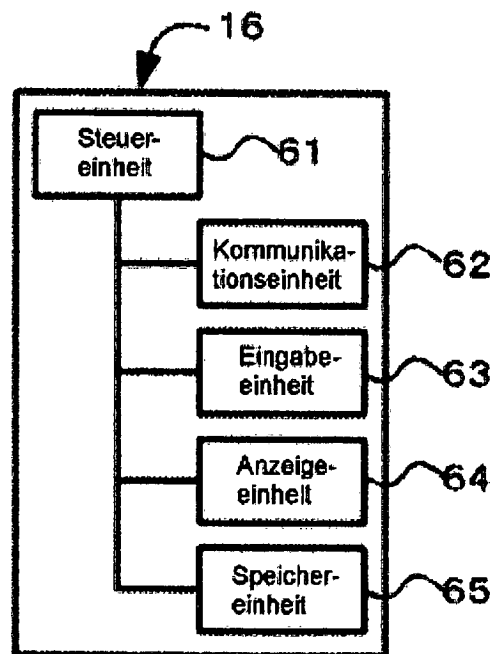 16
Steuer-
einheit
61
Kommunika-
tionseinheit
62
Eingabe-
einheit
63
Anzeige-
einheit
64
Speicher-
einheit
65